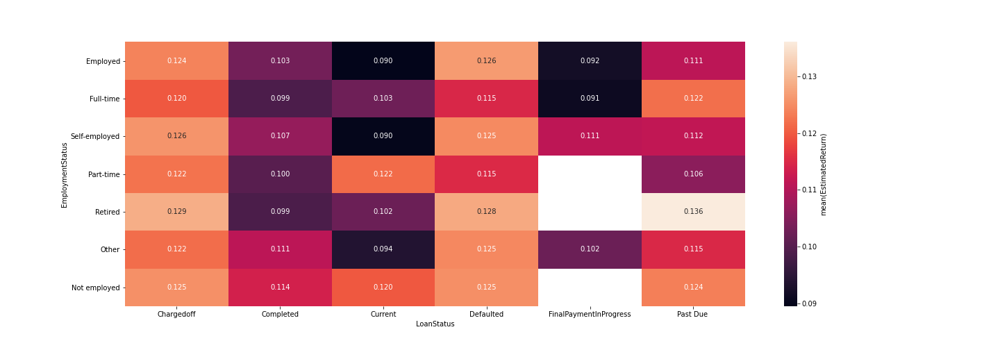 Employed 0.124 0.103 0.090 0.126 0.092 0.111
Full-time 0.120 0.099 0.103 0.115 0.091 0.122
Self-employed 0.126 0.107 0.090 0.125 0.111 0.112
Part-time 0.122 0.100 0.122 0.115 0.106
Retired 0.129 0.099 0.102 0.128 0.136
Other 0.122 0.111 0.094 0.125 0.102 0.115
Not employed 0.125 0.114 0.120 0.125 0.124
Chargedoff Completed Current Defaulted FinalPaymentInProgress Past Due
LoanStatus
EmploymentStatus
0.13
0.12
0.11
0.10
0.09
mean(EstimatedReturn)